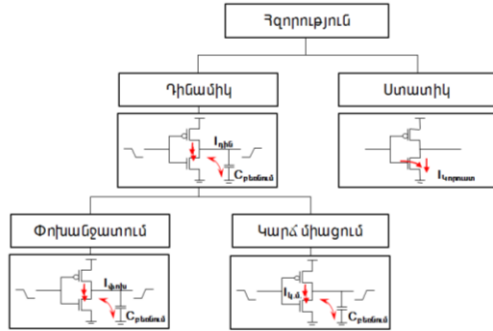 Հզորություն
Դինամիկ
Ստատիկ
Iդին
Cբեռնում
Iկորուստ
Փոխանջատում
Կարճ միացում
Iփոխ
Cբեռնում
Iկ.մ
Cբեռնում